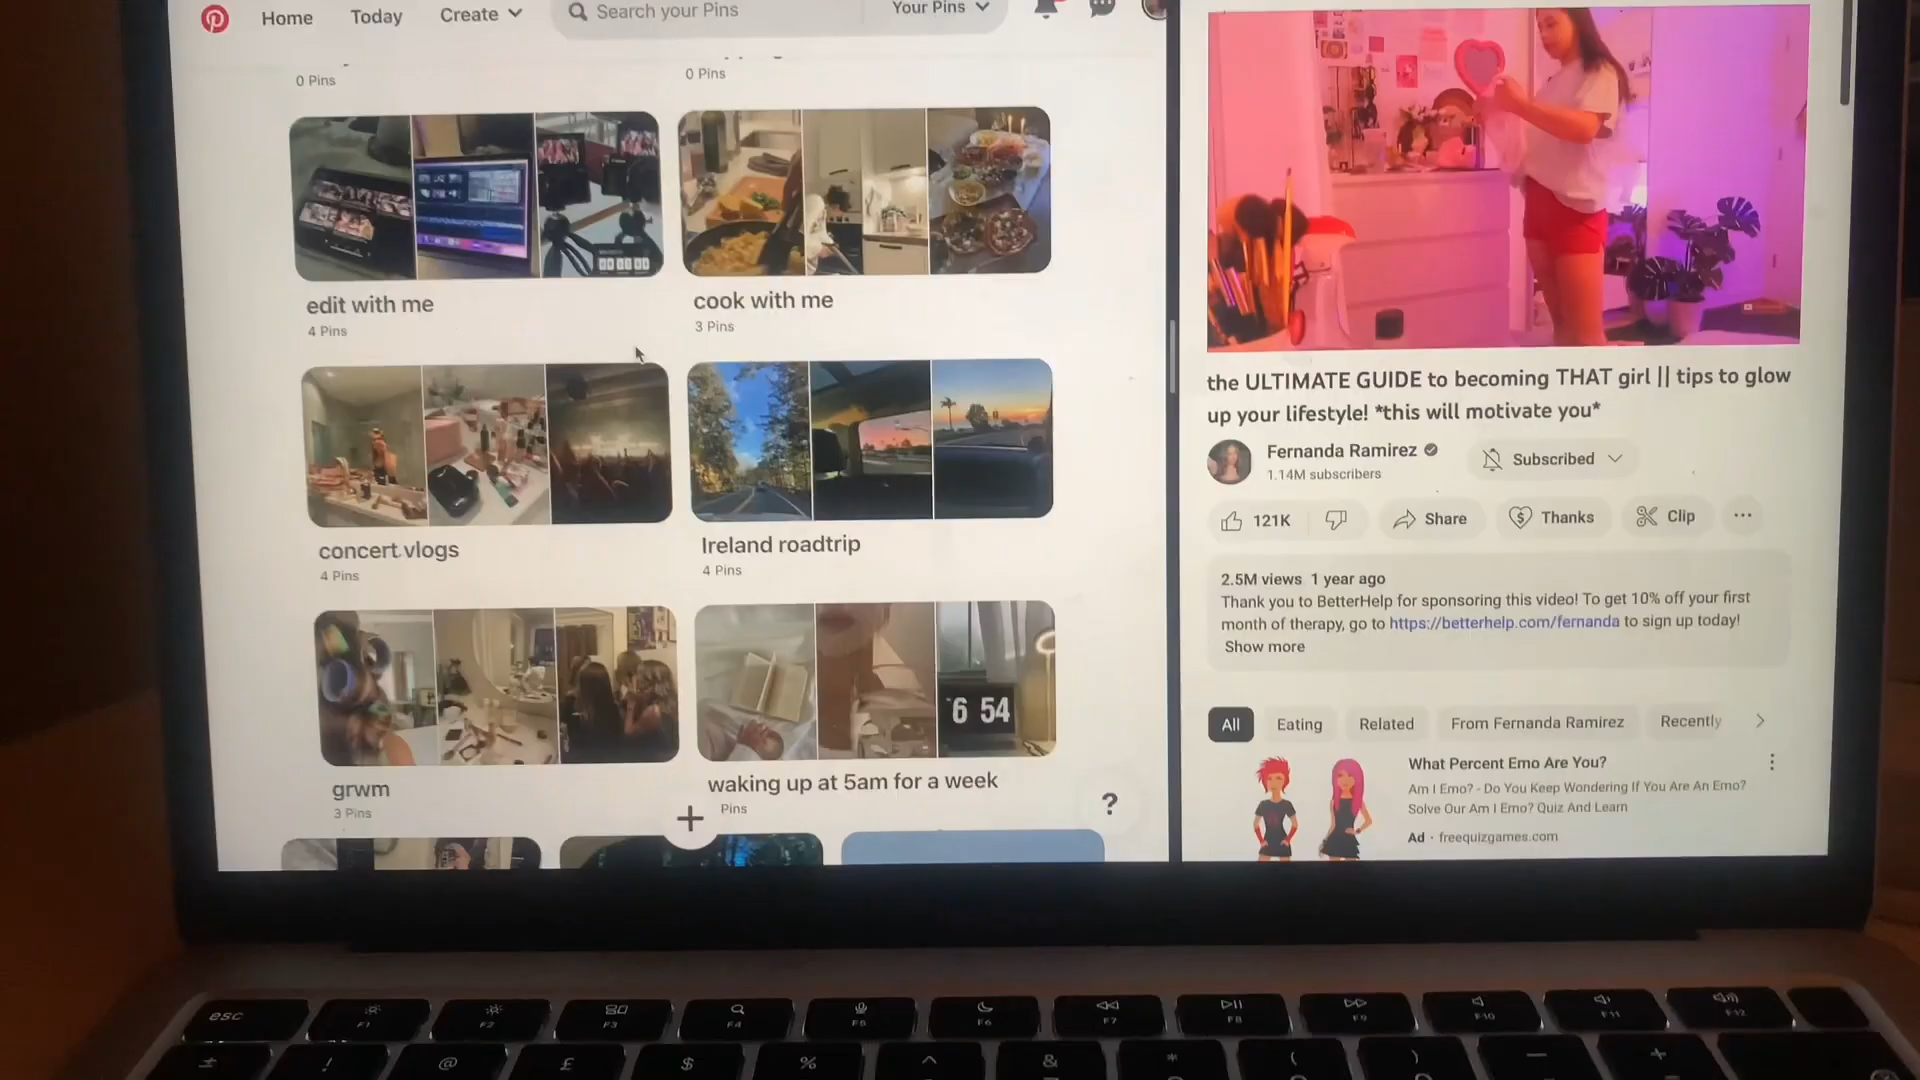 Home
Today
Create
Search your Pins
Your Pins
0 Pins
0 Pins
edit with me
4 Pins
cook with me
3 Pins
concert vlogs
4 Pins
Ireland roadtrip
4 Pins
grwm
3 Pins
6 54
waking up at 5am for a week
Pins
+
?
the ULTIMATE GUIDE to becoming THAT girl || tips to glow
up your lifestyle! *this will motivate you*
Fernanda Ramirez
1.14M subscribers
Subscribed
121K
Share
Thanks
Clip
...
2.5M views 1 year ago
Thank you to BetterHelp for sponsoring this video! To get 10% off your first
month of therapy, go to https://betterhelp.com/fernanda to sign up today!
Show more
All
Eating
Related
From Fernanda Ramirez
Recently
What Percent Emo Are You?
Am I Emo? - Do You Keep Wondering If You Are An Emo?
Solve Our Am I Emo? Quiz And Learn
Ad · freequizgames.com
esc
F1
F2
F3
F4
F5
F6
F7
F8
F9
F10
F11
F12
! @ £ $ % ^ & * ( ) — +